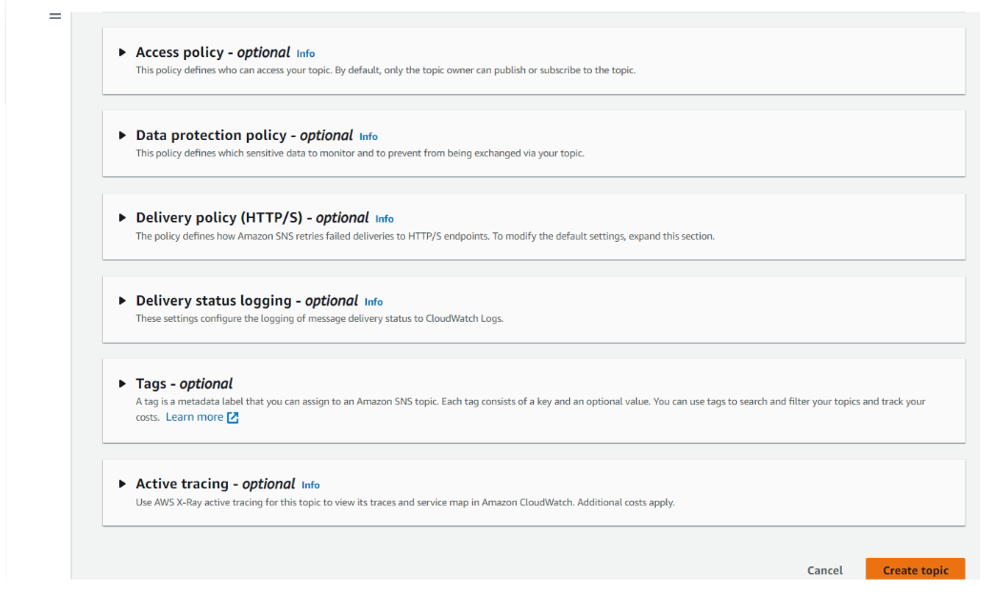 Access policy - optional Info
This policy defines who can access your topic. By default, only the topic owner can publish or subscribe to the topic.
Data protection policy - optional Info
This policy defines which sensitive data to monitor and to prevent from being exchanged via your topic.
Delivery policy (HTTP/S) - optional Info
The policy defines how Amazon SNS retries failed deliveries to HTTP/S endpoints. To modify the default settings, expand this section.
Delivery status logging - optional Info
These settings configure the logging of message delivery status to CloudWatch Logs.
Tags - optional
A tag is a metadata label that you can assign to an Amazon SNS topic. Each tag consists of a key and an optional value. You can use tags to search and filter your topics and track your
costs. Learn more
Active tracing - optional Info
Use AWS X-Ray active tracing for this topic to view its traces and service map in Amazon CloudWatch. Additional costs apply.
Cancel Create topic